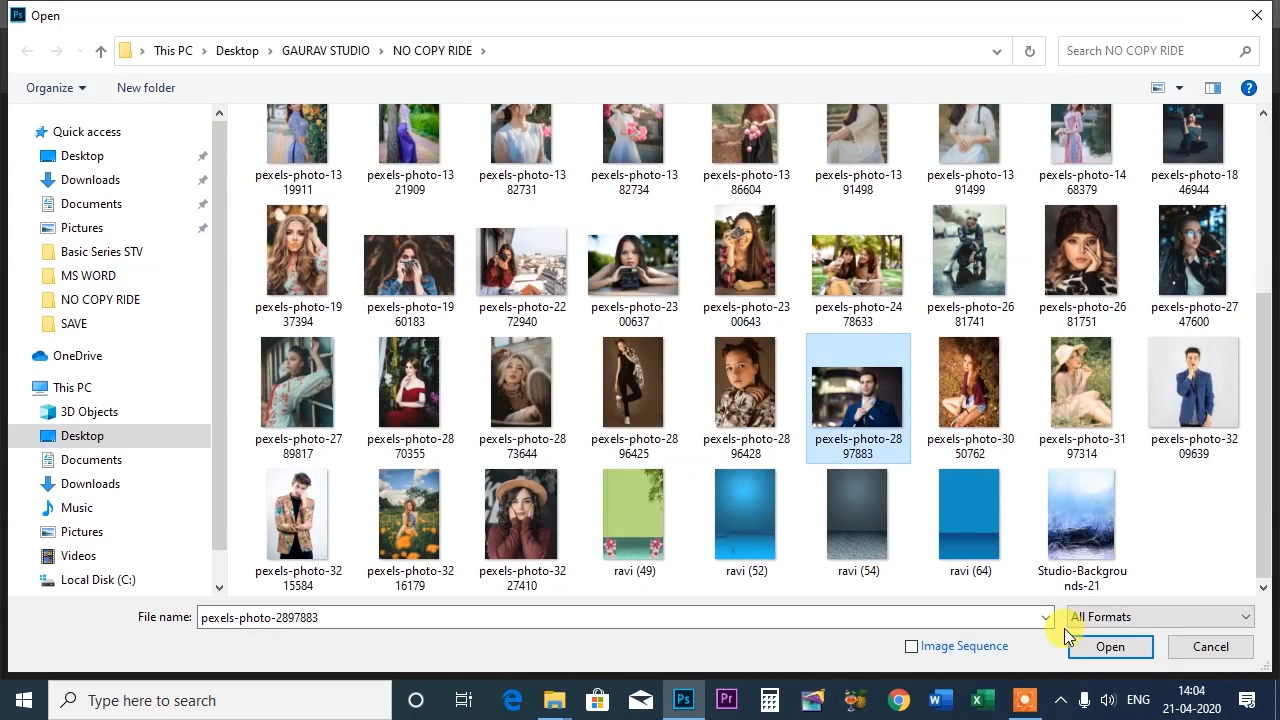 Open
This PC > Desktop > GAURAV STUDIO > NO COPY RIDE >
Search NO COPY RIDE
Organize
New folder
Quick access
Desktop
Downloads
Documents
Pictures
Basic Series STV
MS WORD
NO COPY RIDE
SAVE
OneDrive
This PC
3D Objects
Desktop
Documents
Downloads
Music
Pictures
Videos
Local Disk (C:)
pexels-photo-13
19911
pexels-photo-13
21909
pexels-photo-13
82731
pexels-photo-13
82734
pexels-photo-13
86604
pexels-photo-13
91498
pexels-photo-13
91499
pexels-photo-14
68379
pexels-photo-18
46944
pexels-photo-19
37394
pexels-photo-19
60183
pexels-photo-22
72940
pexels-photo-23
00637
pexels-photo-23
00643
pexels-photo-24
78633
pexels-photo-26
81741
pexels-photo-26
81751
pexels-photo-27
47600
pexels-photo-27
89817
pexels-photo-28
70355
pexels-photo-28
73644
pexels-photo-28
96425
pexels-photo-28
96428
pexels-photo-28
97883
pexels-photo-30
50762
pexels-photo-31
97314
pexels-photo-32
09639
pexels-photo-32
15584
pexels-photo-32
16179
pexels-photo-32
27410
ravi (49)
ravi (52)
ravi (54)
ravi (64)
Studio-Backgrou
nds-21
File name: pexels-photo-2897883
All Formats
Image Sequence
Open
Cancel
Type here to search
ENG
14:04
21-04-2020